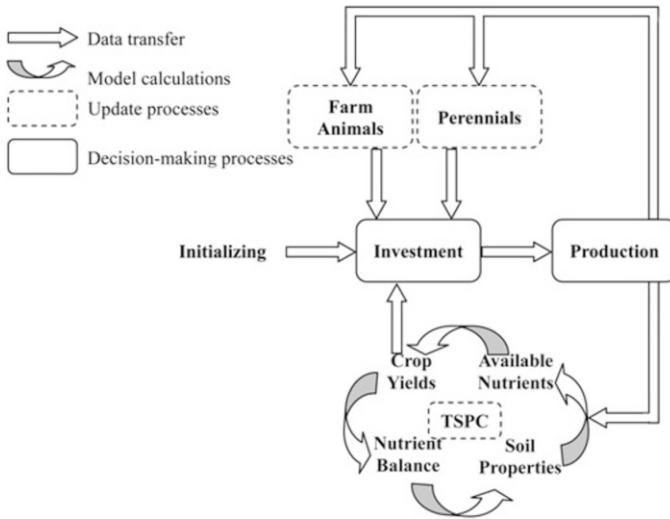 Data transfer
Model calculations
Update processes
Decision-making processes
Farm
Animals
Perennials
Initializing
Investment
Production
Crop
Yields
Available
Nutrients
TSPC
Nutrient
Balance
Soil
Properties